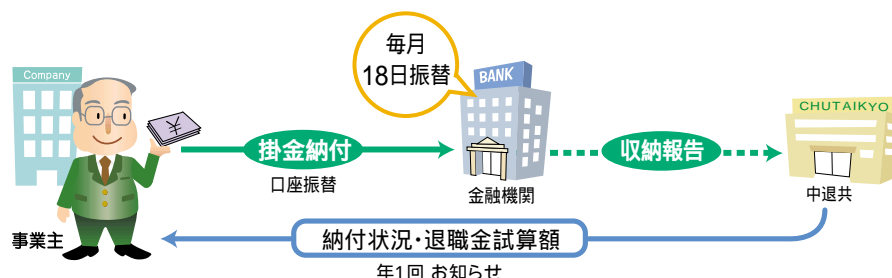 毎月
18日振替
Company
BANK
CHUTAIKYO
¥
掛金納付
収納報告
口座振替
金融機関
中退共
事業主
納付状況・退職金試算額
年1回 お知らせ